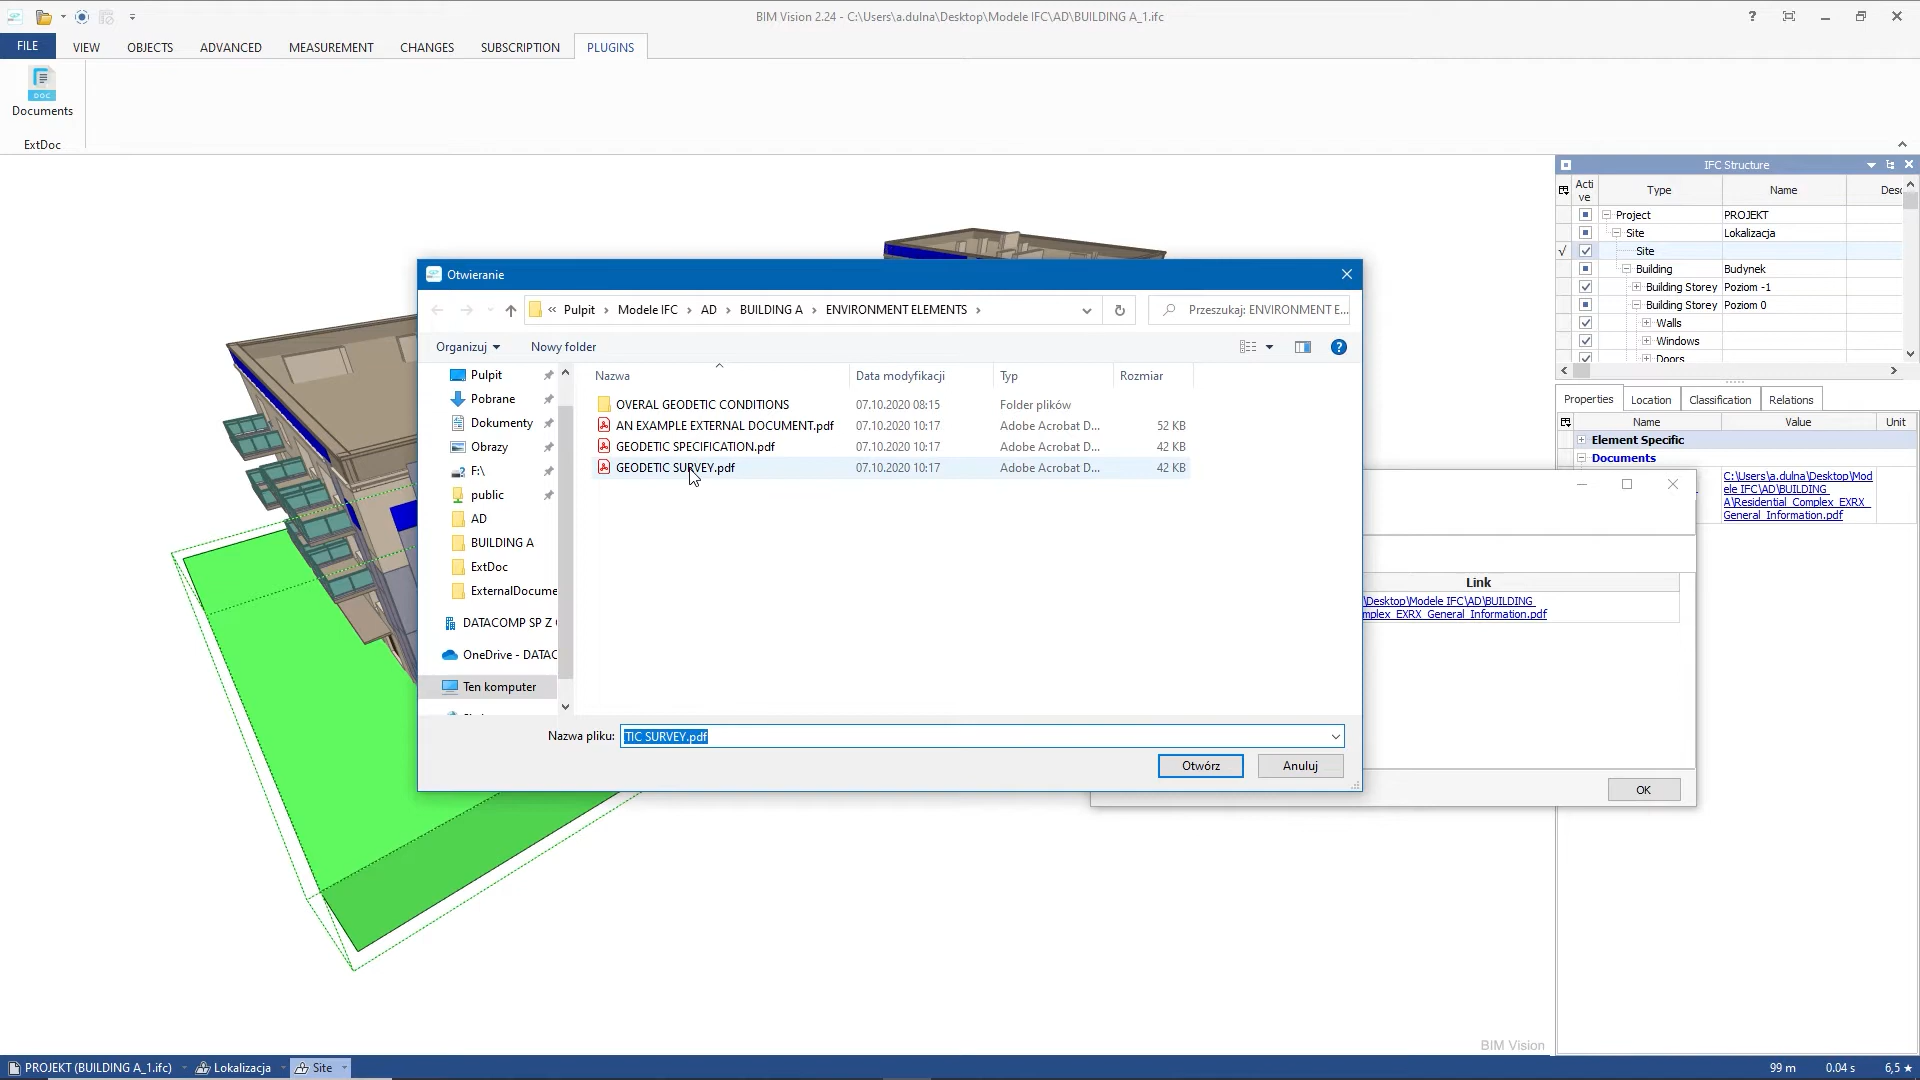 BIM Vision 2.24 - C:\Users\a.dulna\Desktop\Modele IFC\AD\BUILDING A_1.ifc
FILE VIEW OBJECTS ADVANCED MEASUREMENT CHANGES SUBSCRIPTION PLUGINS
DOC
Documents
ExtDoc
IFC Structure
Acti
ve
Type Name Desc
Project PROJEKT
Site Lokalizacja
Site
Building Budynek
Building Storey Poziom -1
Building Storey Poziom 0
Walls
Windows
Doors
Properties Location Classification Relations
Name Value Unit
Element Specific
Documents
C:\Users\a.dulna\Desktop\Mod
ele IFC\AD\BUILDING
A\Residential_Complex_EXRX_
General_Information.pdf
Otwieranie
« Pulpit Modele IFC AD BUILDING A ENVIRONMENT ELEMENTS
Przeszukaj: ENVIRONMENT E...
Organizuj Nowy folder
Pulpit
Pobrane
Dokumenty
Obrazy
F:\
public
AD
BUILDING A
ExtDoc
ExternalDocume
DATACOMP SP Z
OneDrive - DATAC
Ten komputer
Nazwa Data modyfikacji Typ Rozmiar
OVERAL GEODETIC CONDITIONS 07.10.2020 08:15 Folder plików
AN EXAMPLE EXTERNAL DOCUMENT.pdf 07.10.2020 10:17 Adobe Acrobat D... 52 KB
GEODETIC SPECIFICATION.pdf 07.10.2020 10:17 Adobe Acrobat D... 42 KB
GEODETIC SURVEY.pdf 07.10.2020 10:17 Adobe Acrobat D... 42 KB
Nazwa pliku: TIC SURVEY.pdf
Otwórz Anuluj
Link
\Desktop\Modele IFC\AD\BUILDING
mplex_EXRX_General_Information.pdf
OK
BIM Vision
PROJEKT (BUILDING A_1.ifc) Lokalizacja Site 99 m 0.04 s 6,5